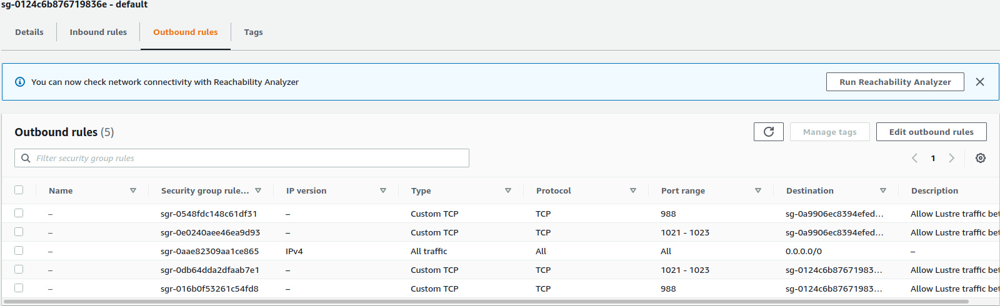 sg-0124c6b876719836e - default
Details Inbound rules Outbound rules Tags
You can now check network connectivity with Reachability Analyzer Run Reachability Analyzer
Outbound rules (5) Manage tags Edit outbound rules
Filter security group rules 1
Name Security group rule... IP version Type Protocol Port range Destination Description
– sgr-0548fdc148c61df31 – Custom TCP TCP 988 sg-0a9906ec8394efed... Allow Lustre traffic bet
– sgr-0e0240aee46ea9d93 – Custom TCP TCP 1021 - 1023 sg-0a9906ec8394efed... Allow Lustre traffic bet
– sgr-0aae82309aa1ce865 IPv4 All traffic All All 0.0.0.0/0 –
– sgr-0db64dda2dfaab7e1 – Custom TCP TCP 1021 - 1023 sg-0124c6b87671983... Allow Lustre traffic bet
– sgr-016b0f53261c54fd8 – Custom TCP TCP 988 sg-0124c6b87671983... Allow Lustre traffic bet